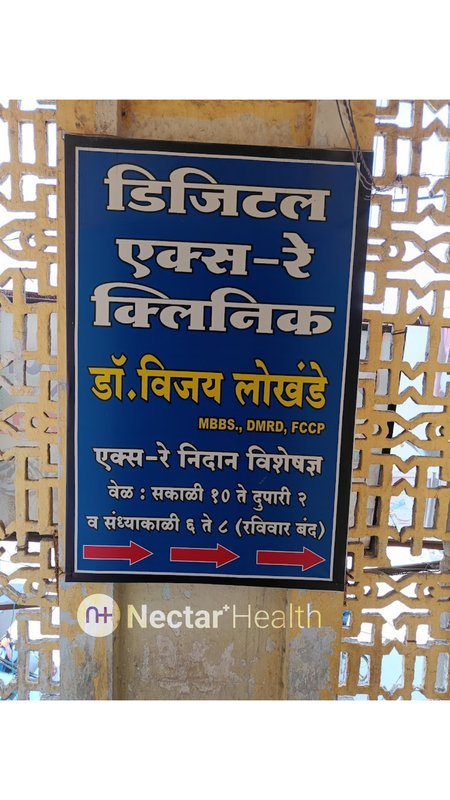 डिजिटल
एक्स-रे
क्लिनिक
डॉ.विजय लोखंडे
MBBS., DMRD, FCCP
एक्स-रे निदान विशेषज्ञ
वेळ : सकाळी १० ते दुपारी २
व संध्याकाळी ६ ते ८ (रविवार बंद)
n+ Nectar+Health